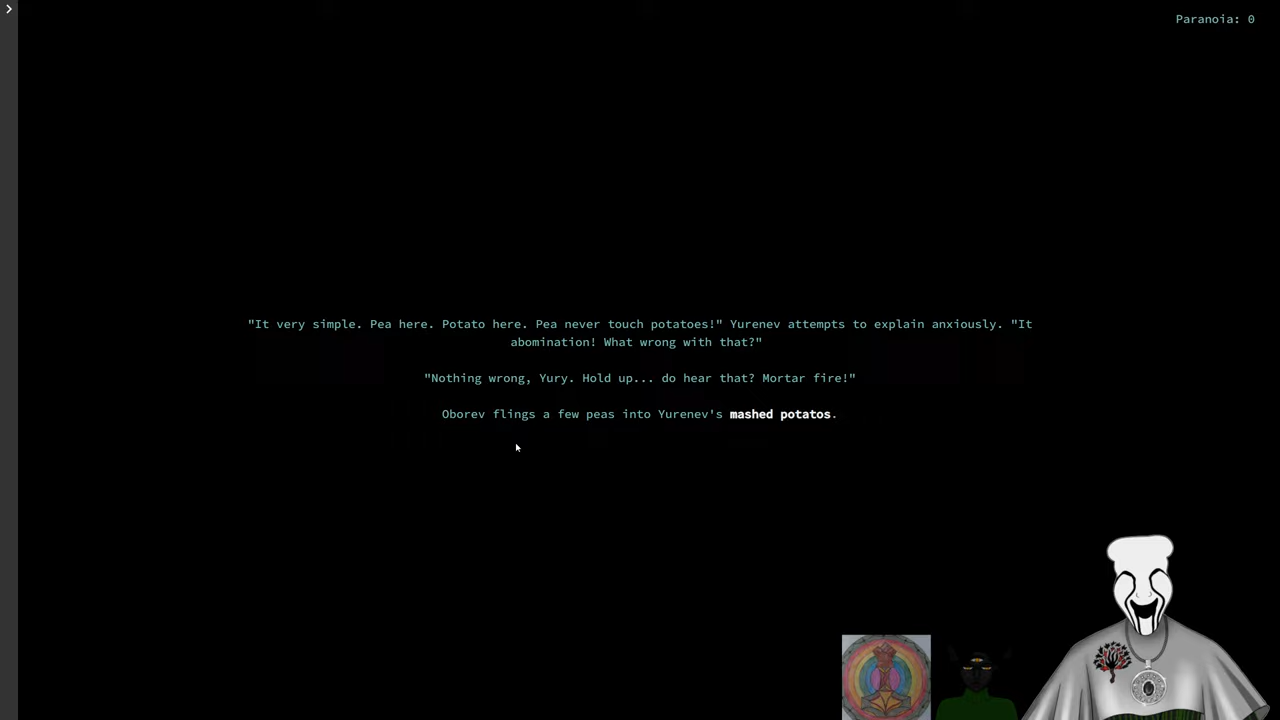 Paranoia: 0
"It very simple. Pea here. Potato here. Pea never touch potatoes!" Yurenev attempts to explain anxiously. "It
abomination! What wrong with that?"
"Nothing wrong, Yury. Hold up... do hear that? Mortar fire!"
Oborev flings a few peas into Yurenev's mashed potatos.